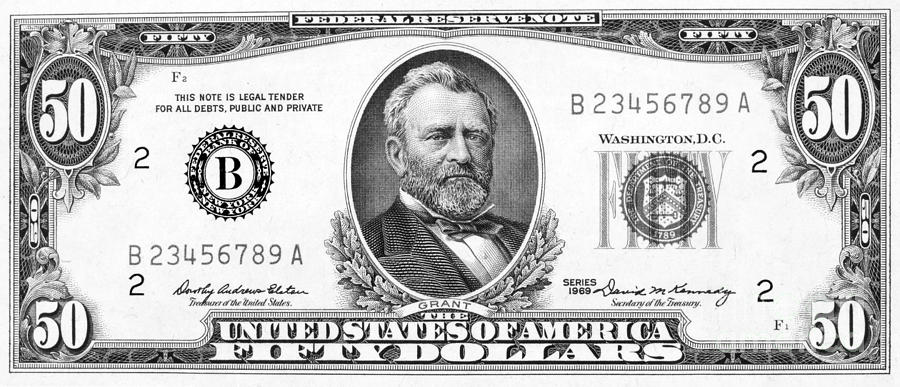 FEDERAL RESERVE NOTE
FIFTY
FIFTY
50
50
F2
THIS NOTE IS LEGAL TENDER
FOR ALL DEBTS, PUBLIC AND PRIVATE
B 23456789 A
WASHINGTON, D.C.
2
2
FEDERAL RESERVE
BANK OF
B
NEW YORK
NEW YORK
FIFTY
1789
B 23456789 A
2
2
Dorothy Andrews Elston
Treasurer of the United States.
SERIES
1969
David M. Kennedy
Secretary of the Treasury.
GRANT
F1
50
50
THE
UNITED STATES OF AMERICA
FIFTY DOLLARS